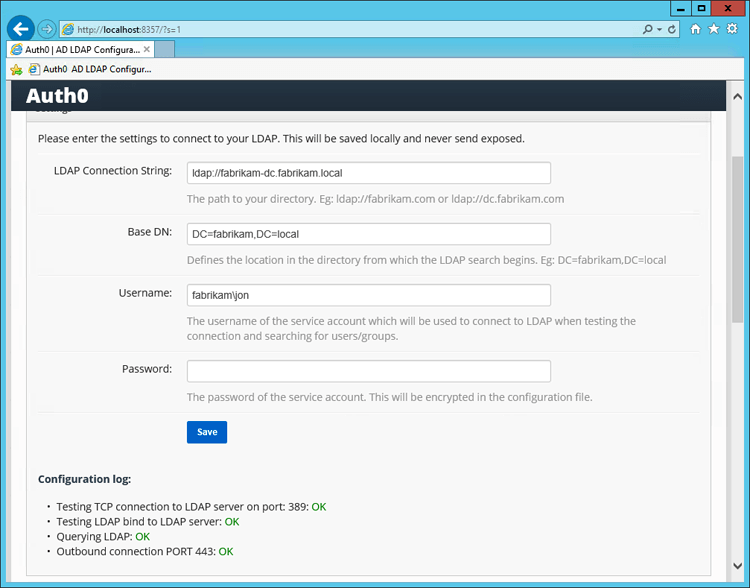 http://localhost:8357/?s=1
Auth0 | AD LDAP Configura...
Auth0 AD LDAP Configur...
Auth0
Settings
Please enter the settings to connect to your LDAP. This will be saved locally and never send exposed.
LDAP Connection String:
ldap://fabrikam-dc.fabrikam.local
The path to your directory. Eg: ldap://fabrikam.com or ldap://dc.fabrikam.com
Base DN:
DC=fabrikam,DC=local
Defines the location in the directory from which the LDAP search begins. Eg: DC=fabrikam,DC=local
Username:
fabrikam\jon
The username of the service account which will be used to connect to LDAP when testing the
connection and searching for users/groups.
Password:
The password of the service account. This will be encrypted in the configuration file.
Save
Configuration log:
• Testing TCP connection to LDAP server on port: 389: OK
• Testing LDAP bind to LDAP server: OK
• Querying LDAP: OK
• Outbound connection PORT 443: OK